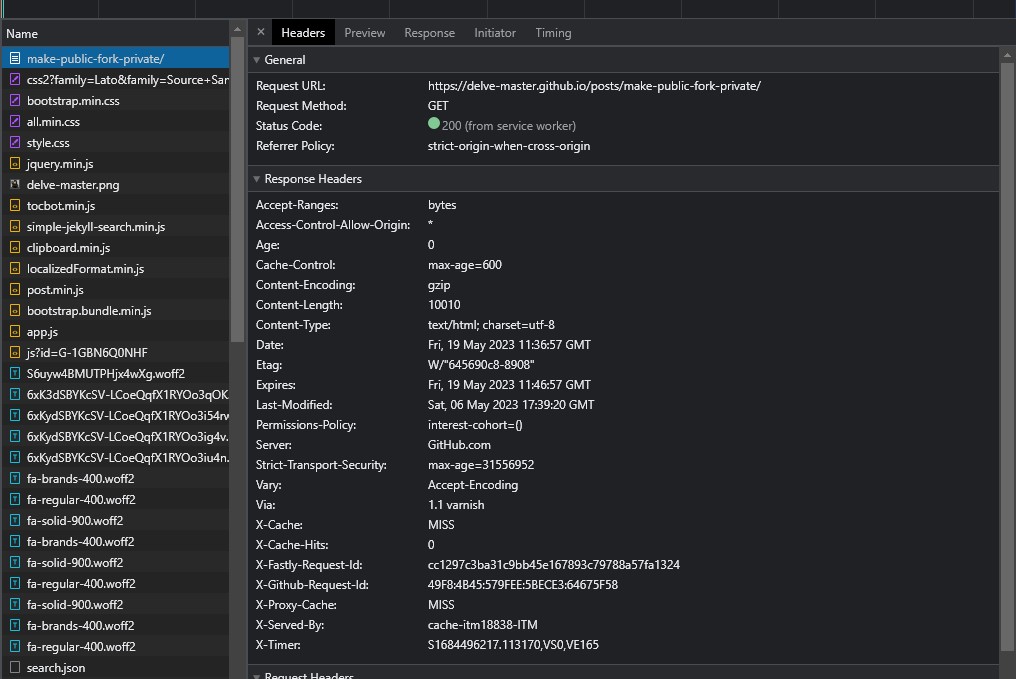 Name
make-public-fork-private/
css2?family=Lato&family=Source+San
bootstrap.min.css
all.min.css
style.css
jquery.min.js
delve-master.png
tocbot.min.js
simple-jekyll-search.min.js
clipboard.min.js
localizedFormat.min.js
post.min.js
bootstrap.bundle.min.js
app.js
js?id=G-1GBN6Q0NHF
S6uyw4BMUTPHjx4wXg.woff2
6xK3dSBYKcSV-LCoeQqfX1RYOo3qOK
6xKydSBYKcSV-LCoeQqfX1RYOo3i54rw
6xKydSBYKcSV-LCoeQqfX1RYOo3ig4v.
6xKydSBYKcSV-LCoeQqfX1RYOo3iu4n.
fa-brands-400.woff2
fa-regular-400.woff2
fa-solid-900.woff2
fa-brands-400.woff2
fa-solid-900.woff2
fa-regular-400.woff2
fa-solid-900.woff2
fa-brands-400.woff2
fa-regular-400.woff2
search.json
× Headers Preview Response Initiator Timing
General
Request URL: https://delve-master.github.io/posts/make-public-fork-private/
Request Method: GET
Status Code: 200 (from service worker)
Referrer Policy: strict-origin-when-cross-origin
Response Headers
Accept-Ranges: bytes
Access-Control-Allow-Origin: *
Age: 0
Cache-Control: max-age=600
Content-Encoding: gzip
Content-Length: 10010
Content-Type: text/html; charset=utf-8
Date: Fri, 19 May 2023 11:36:57 GMT
Etag: W/"645690c8-8908"
Expires: Fri, 19 May 2023 11:46:57 GMT
Last-Modified: Sat, 06 May 2023 17:39:20 GMT
Permissions-Policy: interest-cohort=()
Server: GitHub.com
Strict-Transport-Security: max-age=31556952
Vary: Accept-Encoding
Via: 1.1 varnish
X-Cache: MISS
X-Cache-Hits: 0
X-Fastly-Request-Id: cc1297c3ba31c9bb45e167893c79788a57fa1324
X-Github-Request-Id: 49F8:4B45:579FEE:5BECE3:64675F58
X-Proxy-Cache: MISS
X-Served-By: cache-itm18838-ITM
X-Timer: S1684496217.113170,VS0,VE165
Request Headers